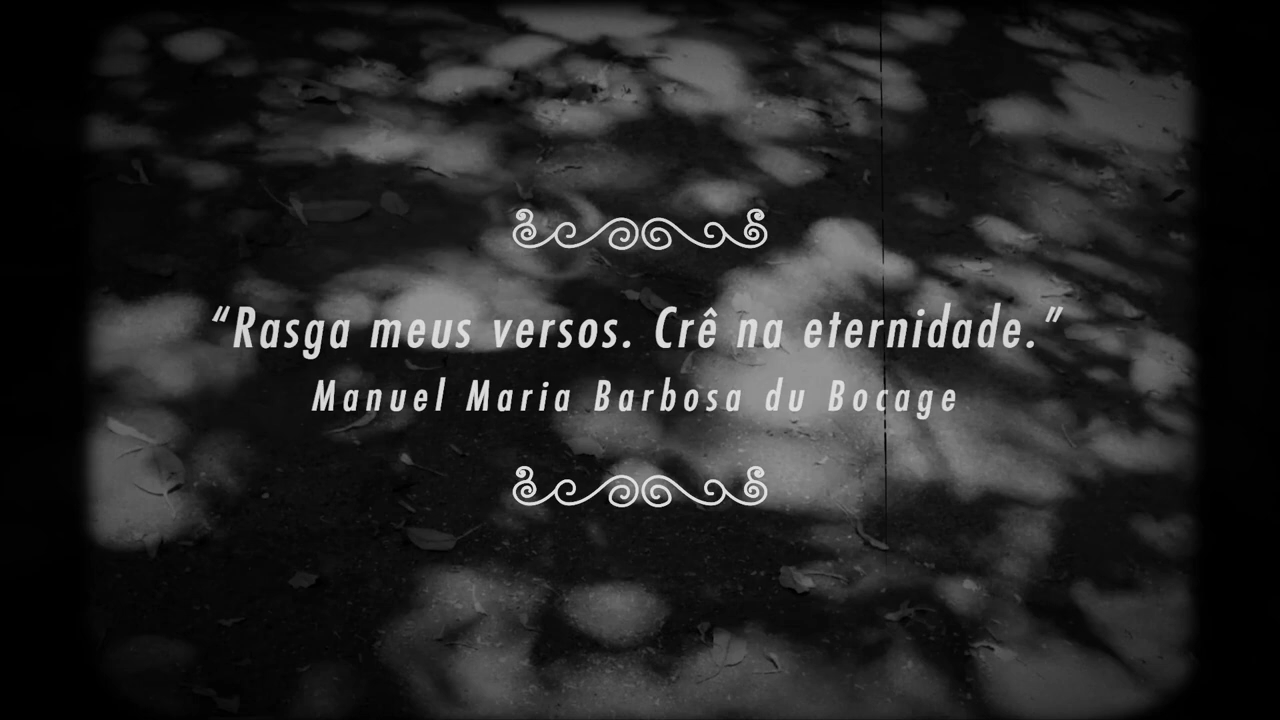 “Rasga meus versos. Crê na eternidade.”
Manuel Maria Barbosa du Bocage